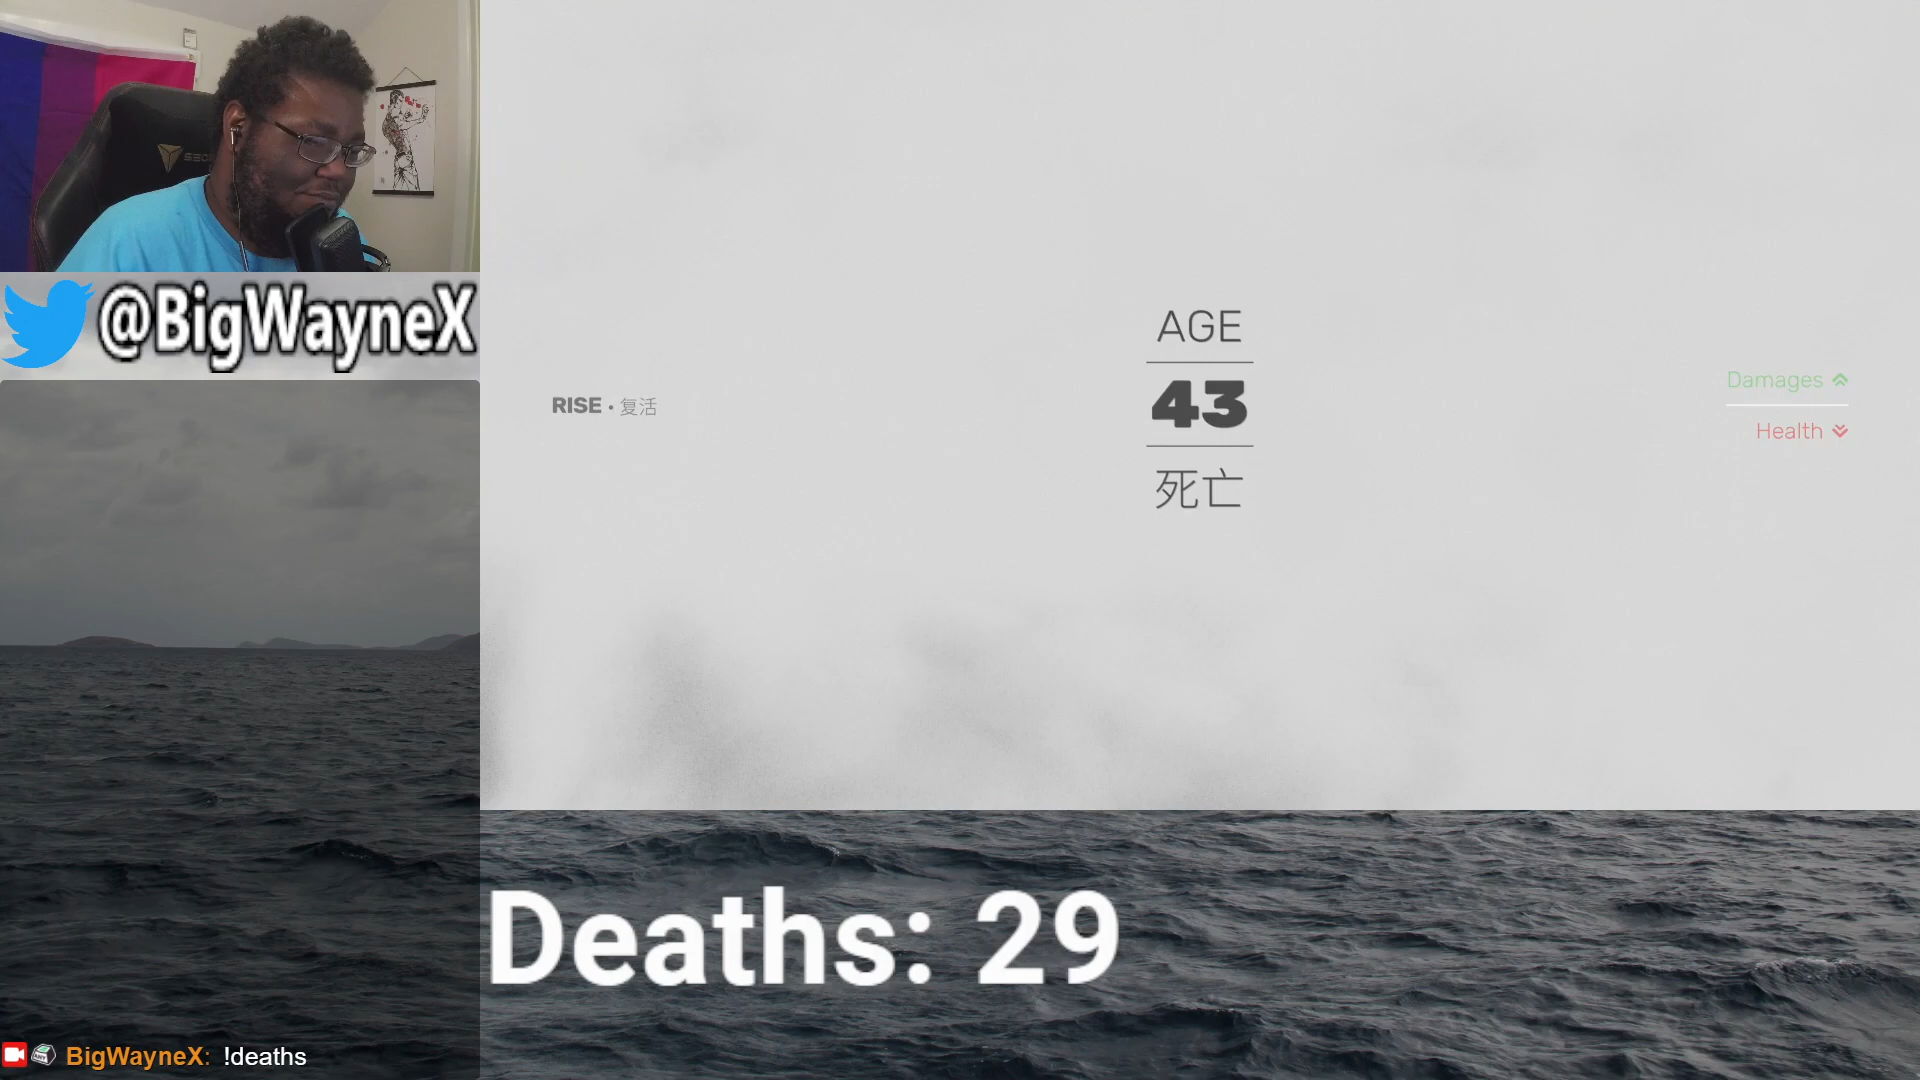 @BigWayneX
AGE
43
死亡
RISE • 复活
Damages
Health
Deaths: 29
BigWayneX: !deaths